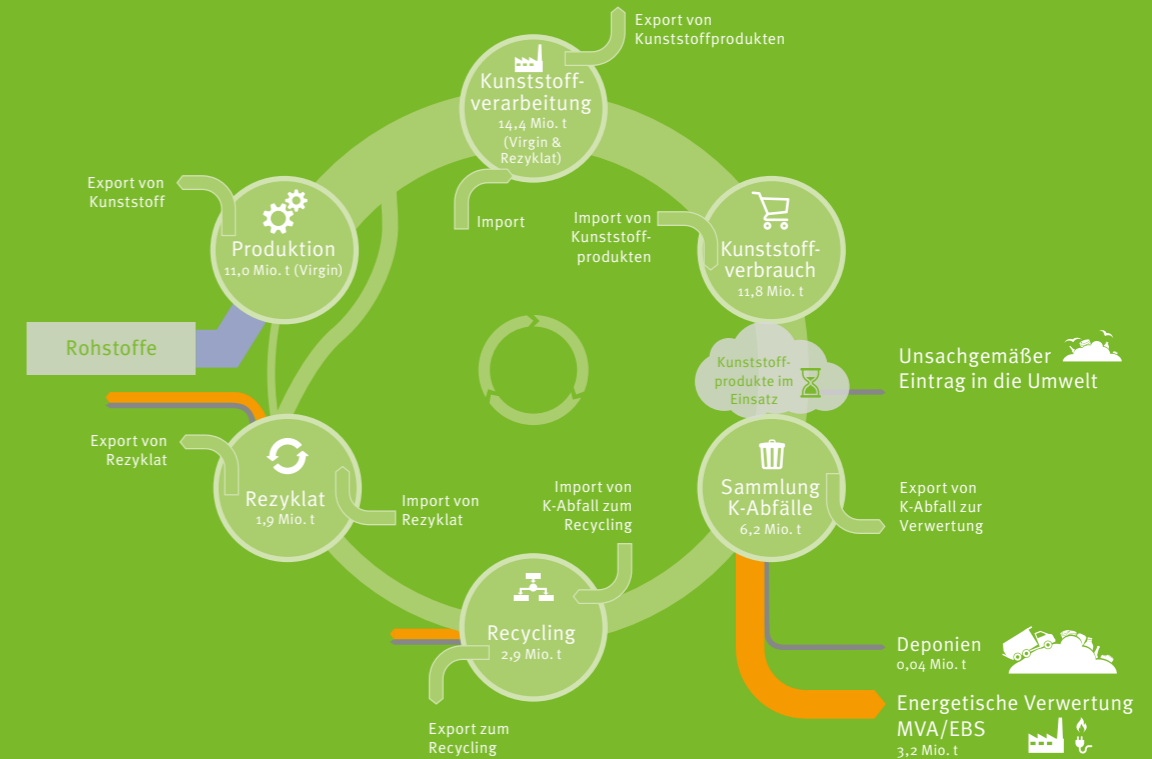 Export von
Kunststoffprodukten
Kunststoff-
verarbeitung
14,4 Mio. t
(Virgin &
Rezyklat)
Export von
Kunststoff
Import
Import von
Kunststoff-
produkten
Produktion
11,0 Mio. t (Virgin)
Kunststoff-
verbrauch
11,8 Mio. t
Rohstoffe
Kunststoff-
produkte im
Einsatz
Unsachgemäßer
Eintrag in die Umwelt
Export von
Rezyklat
Rezyklat
1,9 Mio. t
Import von
Rezyklat
Import von
K-Abfall zum
Recycling
Sammlung
K-Abfälle
6,2 Mio. t
Export von
K-Abfall zur
Verwertung
Recycling
2,9 Mio. t
Deponien
0,04 Mio. t
Energetische Verwertung
MVA/EBS
3,2 Mio. t
Export zum
Recycling